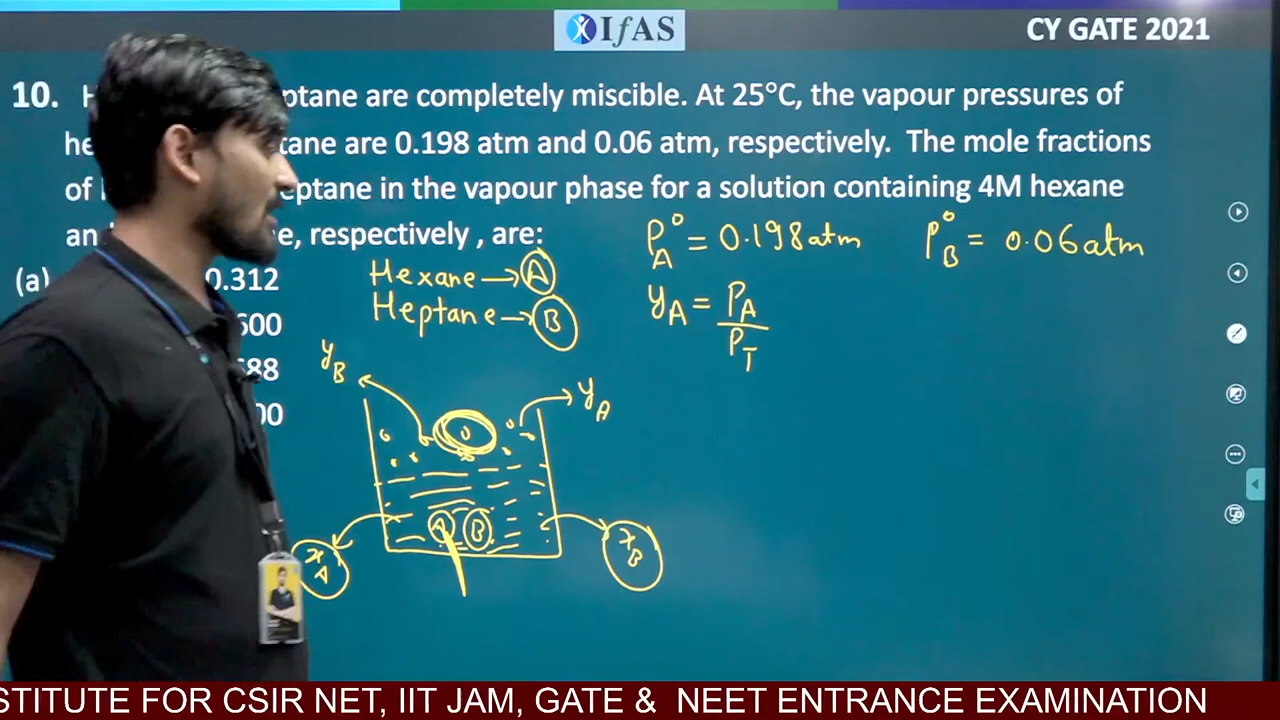 IfAS
CY GATE 2021
10. H ptane are completely miscible. At 25°C, the vapour pressures of
he tane are 0.198 atm and 0.06 atm, respectively. The mole fractions
of eptane in the vapour phase for a solution containing 4M hexane
an e, respectively , are:
(a) 0.312
600
688
00
Hexane → A
Heptane → B
P°A = 0.198 atm P°B = 0.06 atm
yA = PA / PT
yB
yA
A B
xA
xB
STITUTE FOR CSIR NET, IIT JAM, GATE & NEET ENTRANCE EXAMINATION